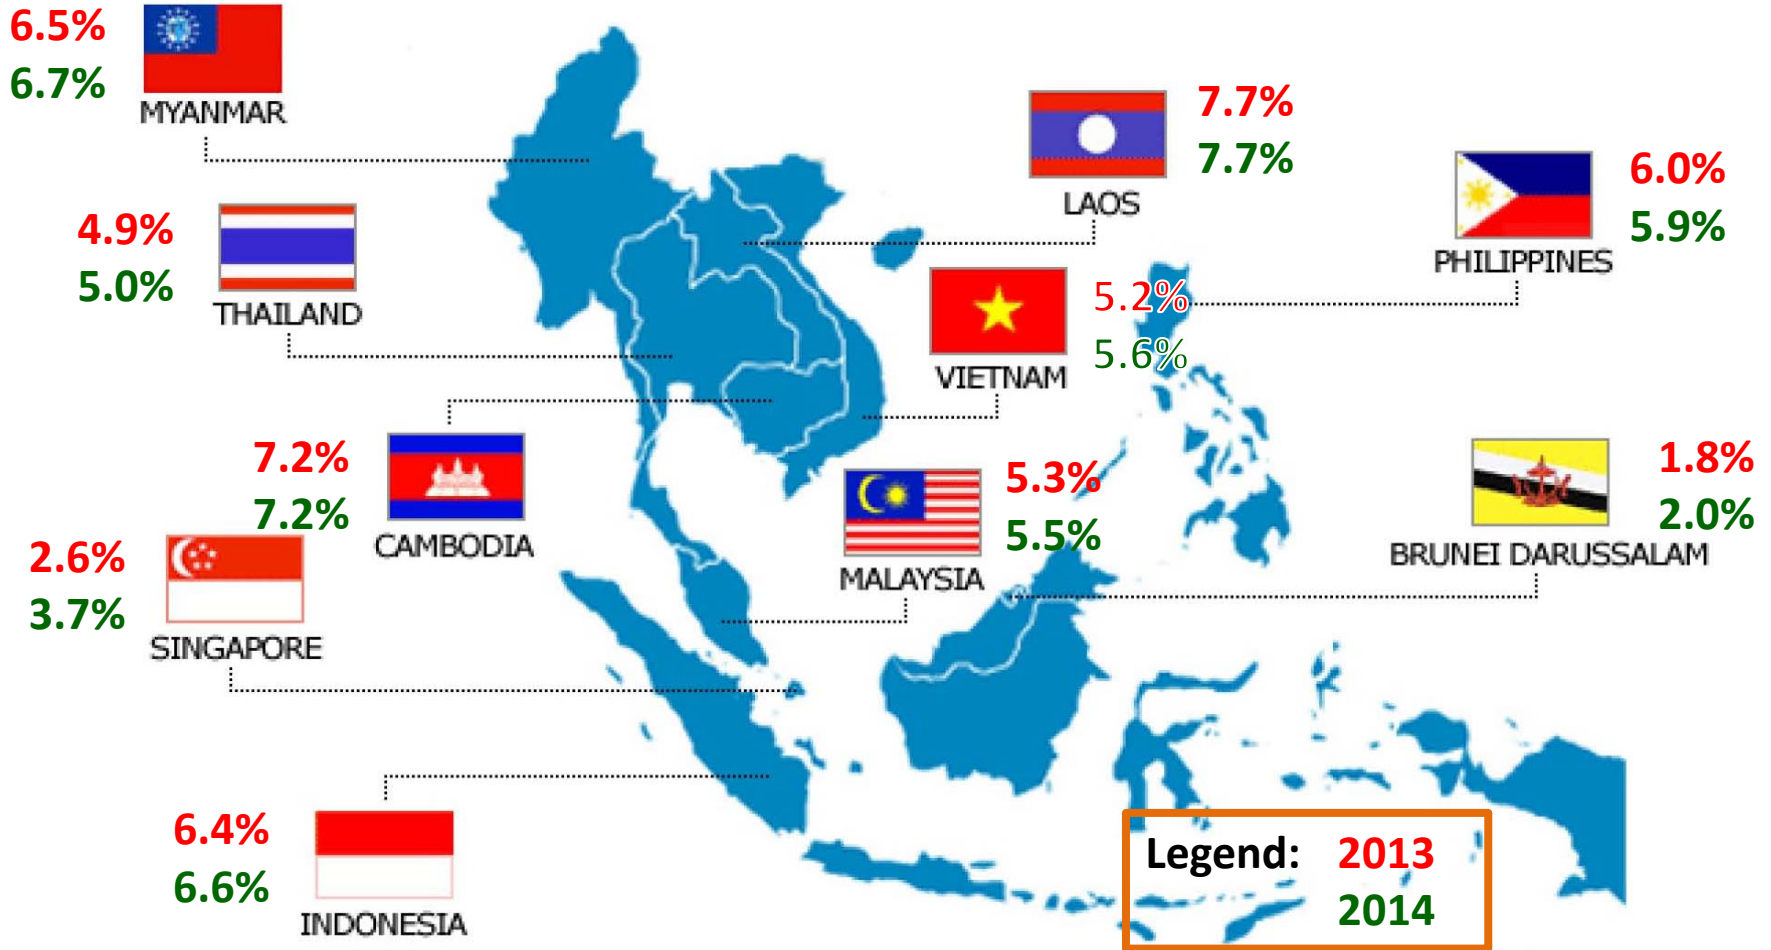 6.5%
6.7%
MYANMAR
7.7%
7.7%
LAOS
6.0%
5.9%
PHILIPPINES
4.9%
5.0%
THAILAND
5.2%
5.6%
VIETNAM
7.2%
7.2%
CAMBODIA
5.3%
5.5%
MALAYSIA
1.8%
2.0%
BRUNEI DARUSSALAM
2.6%
3.7%
SINGAPORE
6.4%
6.6%
INDONESIA
Legend: 2013
2014